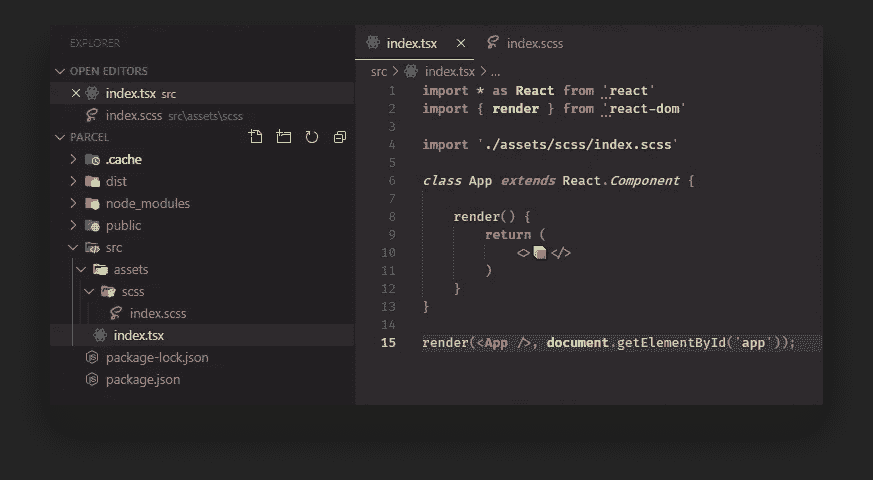 EXPLORER
OPEN EDITORS
index.tsx src
index.scss src\assets\scss
PARCEL
.cache
dist
node_modules
public
src
assets
scss
index.scss
index.tsx
package-lock.json
package.json
index.tsx
index.scss
src > index.tsx > ...
1 import * as React from 'react'
2 import { render } from 'react-dom'
3
4 import './assets/scss/index.scss'
5
6 class App extends React.Component {
7
8 render() {
9 return (
10 <></>
11 )
12 }
13 }
14
15 render(<App />, document.getElementById('app'));